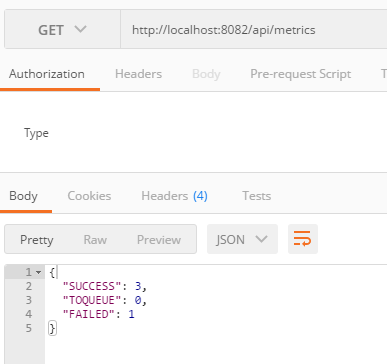 GET http://localhost:8082/api/metrics
Authorization Headers Body Pre-request Script
Type
Body Cookies Headers (4) Tests
Pretty Raw Preview JSON
1 {
2 "SUCCESS": 3,
3 "TOQUEUE": 0,
4 "FAILED": 1
5 }